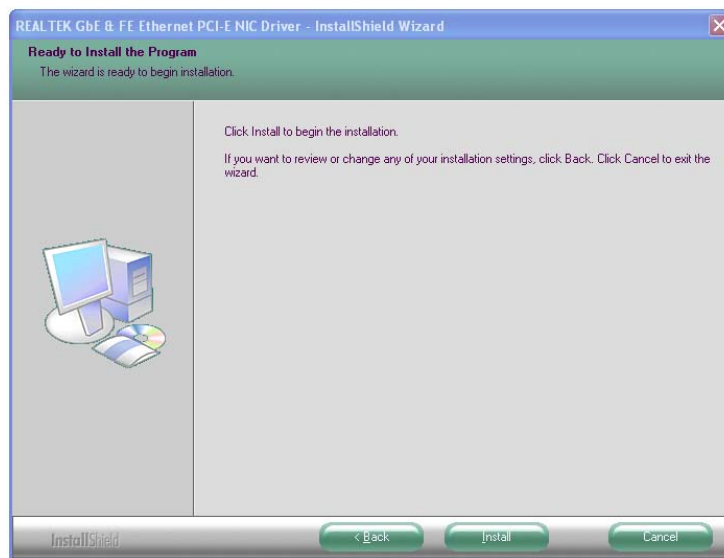 REALTEK GbE & FE Ethernet PCI-E NIC Driver - InstallShield Wizard
Ready to Install the Program
The wizard is ready to begin installation.
Click Install to begin the installation.
If you want to review or change any of your installation settings, click Back. Click Cancel to exit the
wizard.
InstallShield
< Back
Install
Cancel